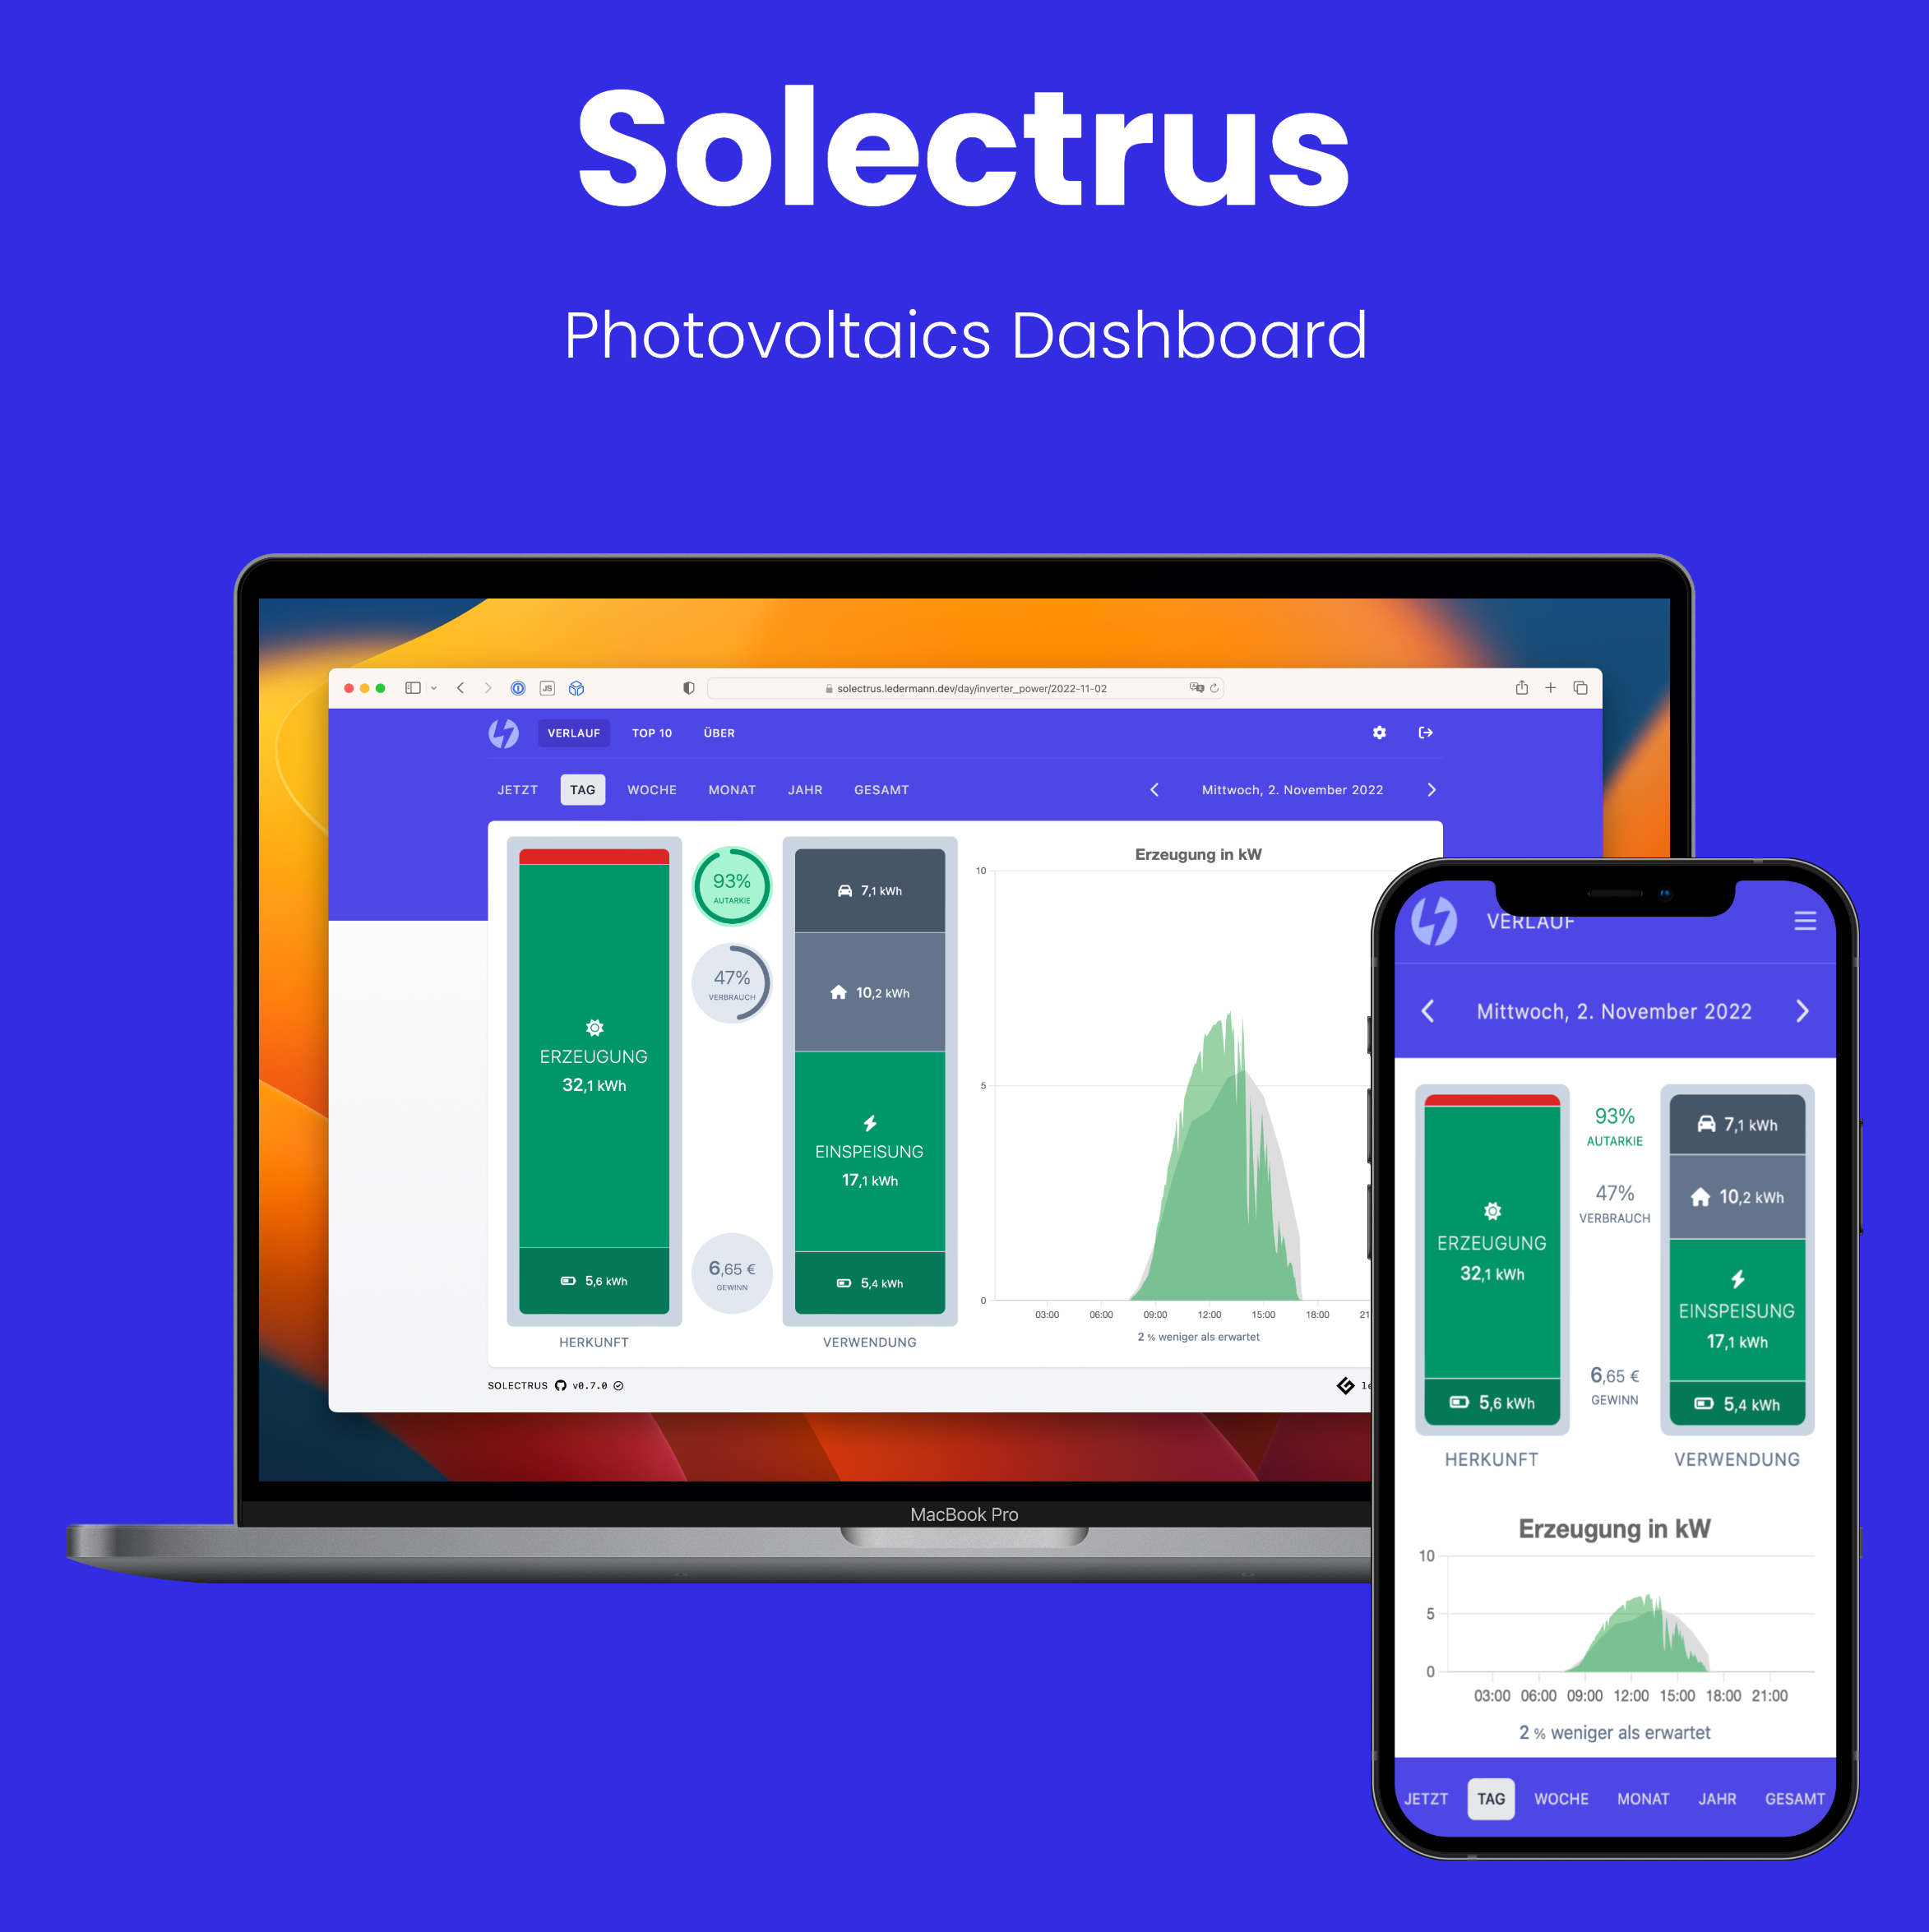 Solectrus
Photovoltaics Dashboard
JS
solectrus.ledermann.dev/day/inverter_power/2022-11-02
VERLAUF TOP 10 ÜBER
JETZT TAG WOCHE MONAT JAHR GESAMT
Mittwoch, 2. November 2022
ERZEUGUNG
32,1 kWh
5,6 kWh
HERKUNFT
93%
AUTARKIE
47%
VERBRAUCH
6,65 €
GEWINN
7,1 kWh
10,2 kWh
EINSPEISUNG
17,1 kWh
5,4 kWh
VERWENDUNG
Erzeugung in kW
10
5
0
03:00 06:00 09:00 12:00 15:00 18:00 21
2 % weniger als erwartet
SOLECTRUS v0.7.0
le
MacBook Pro
VERLAUF
Mittwoch, 2. November 2022
ERZEUGUNG
32,1 kWh
5,6 kWh
HERKUNFT
93%
AUTARKIE
47%
VERBRAUCH
6,65 €
GEWINN
7,1 kWh
10,2 kWh
EINSPEISUNG
17,1 kWh
5,4 kWh
VERWENDUNG
Erzeugung in kW
10
5
0
03:00 06:00 09:00 12:00 15:00 18:00 21:00
2 % weniger als erwartet
JETZT TAG WOCHE MONAT JAHR GESAMT